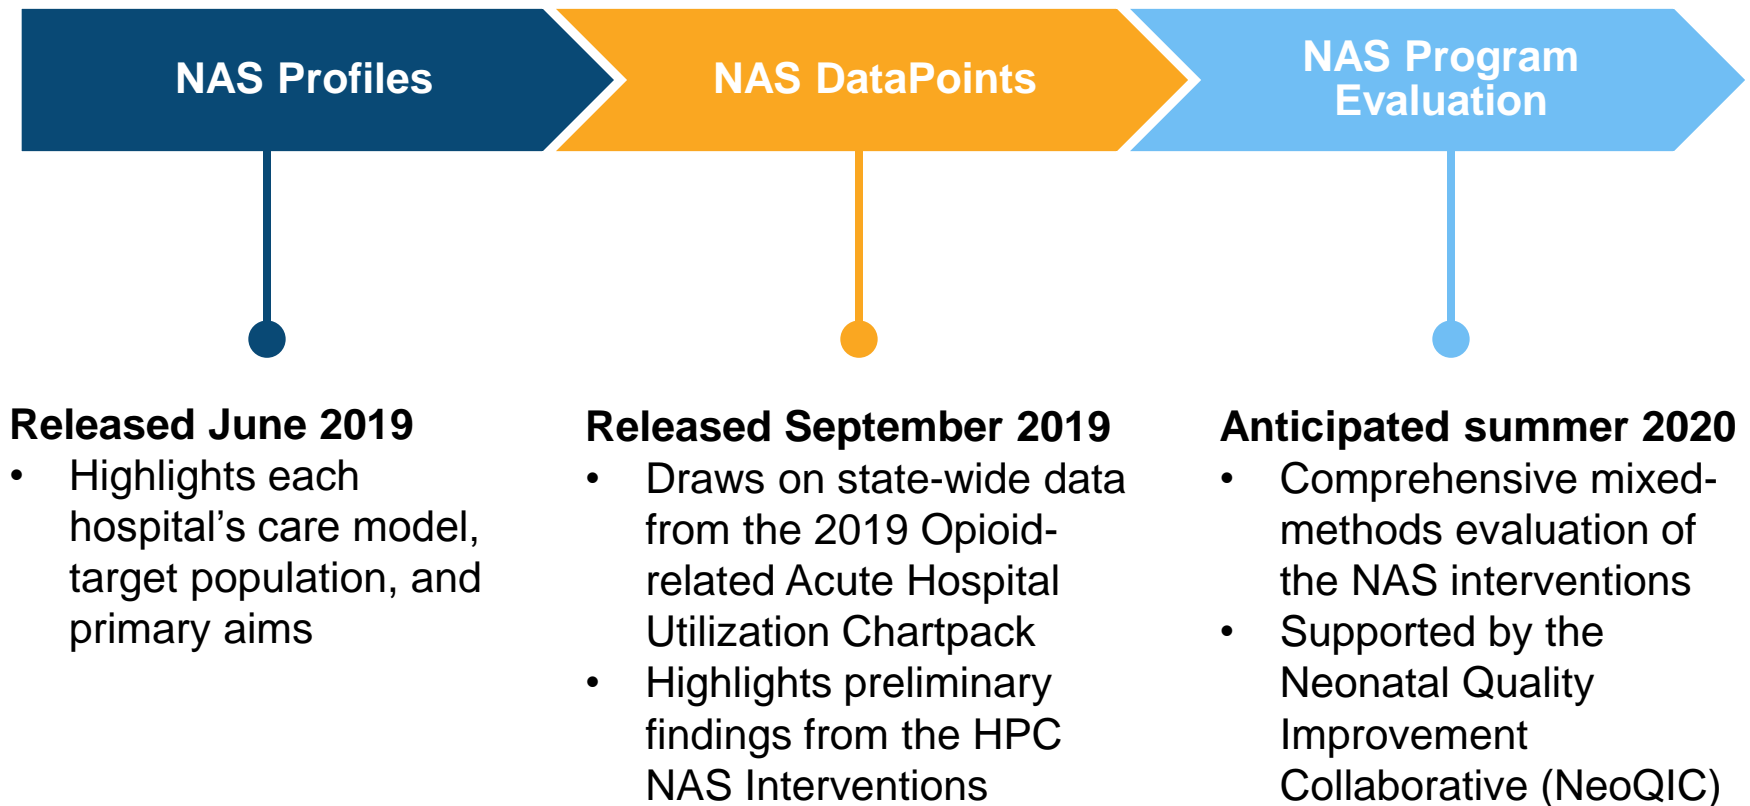 NAS Profiles
NAS DataPoints
NAS Program
Evaluation
Released June 2019
• Highlights each
hospital’s care model,
target population, and
primary aims
Released September 2019
• Draws on state-wide data
from the 2019 Opioid-
related Acute Hospital
Utilization Chartpack
• Highlights preliminary
findings from the HPC
NAS Interventions
Anticipated summer 2020
• Comprehensive mixed-
methods evaluation of
the NAS interventions
• Supported by the
Neonatal Quality
Improvement
Collaborative (NeoQIC)